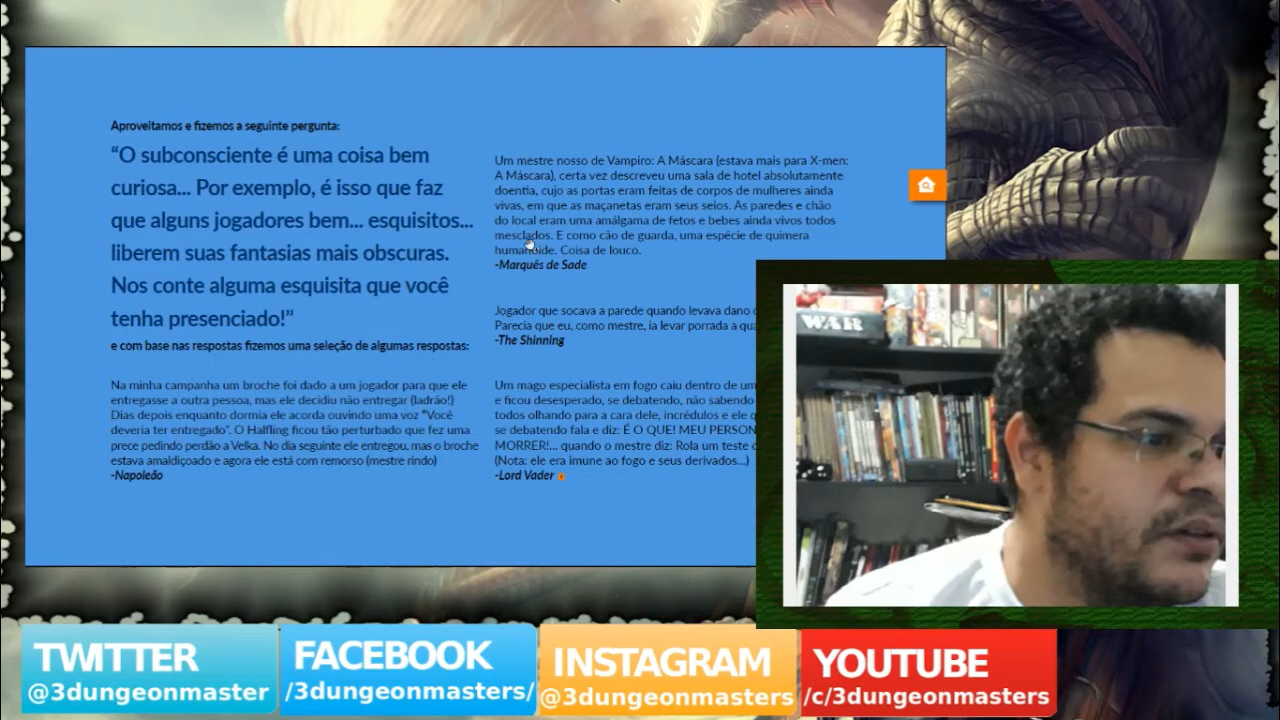 Aproveitamos e fizemos a seguinte pergunta:
“O subconsciente é uma coisa bem
curiosa... Por exemplo, é isso que faz
que alguns jogadores bem... esquisitos...
liberem suas fantasias mais obscuras.
Nos conte alguma esquisita que você
tenha presenciado!”
e com base nas respostas fizemos uma seleção de algumas respostas:
Na minha campanha um broche foi dado a um jogador para que ele
entregasse a outra pessoa, mas ele decidiu não entregar (ladrão!)
Dias depois enquanto dormia ele acorda ouvindo uma voz "Você
deveria ter entregado". O Halfling ficou tão perturbado que fez uma
prece pedindo perdão a Velka. No dia seguinte ele entregou, mas o broche
estava amaldiçoado e agora ele está com remorso (mestre rindo)
-Napoleão
Um mestre nosso de Vampiro: A Máscara (estava mais para X-men:
A Máscara), certa vez descreveu uma sala de hotel absolutamente
doentia, cujo as portas eram feitas de corpos de mulheres ainda
vivas, em que as maçanetas eram seus seios. As paredes e chão
do local eram uma amálgama de fetos e bebes ainda vivos todos
mesclados. E como cão de guarda, uma espécie de quimera
humanoide. Coisa de louco.
-Marquês de Sade
Jogador que socava a parede quando levava dano
Parecia que eu, como mestre, ia levar porrada a
-The Shinning
Um mago especialista em fogo caiu dentro de
e ficou desesperado, se debatendo, não sabendo
todos olhando para a cara dele, incrédulos e ele
se debatendo fala e diz: É O QUE! MEU
MORRER!... quando o mestre diz: Rola um teste
(Nota: ele era imune ao fogo e seus derivados...)
-Lord Vader
WAR
TWITTER
@3dungeonmaster
FACEBOOK
/3dungeonmasters/
INSTAGRAM
@3dungeonmasters
YOUTUBE
/c/3dungeonmasters